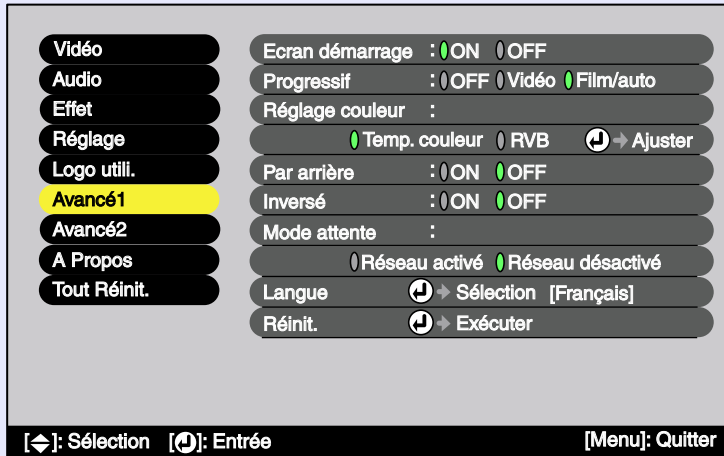 Vidéo
Audio
Effet
Réglage
Logo utili.
Avancé1
Avancé2
A Propos
Tout Réinit.
Ecran démarrage : ON OFF
Progressif : OFF Vidéo Film/auto
Réglage couleur :
Temp. couleur RVB Ajuster
Par arrière : ON OFF
Inversé : ON OFF
Mode attente :
Réseau activé Réseau désactivé
Langue Sélection [Français]
Réinit. Exécuter
[ ]: Sélection [ ]: Entrée [Menu]: Quitter